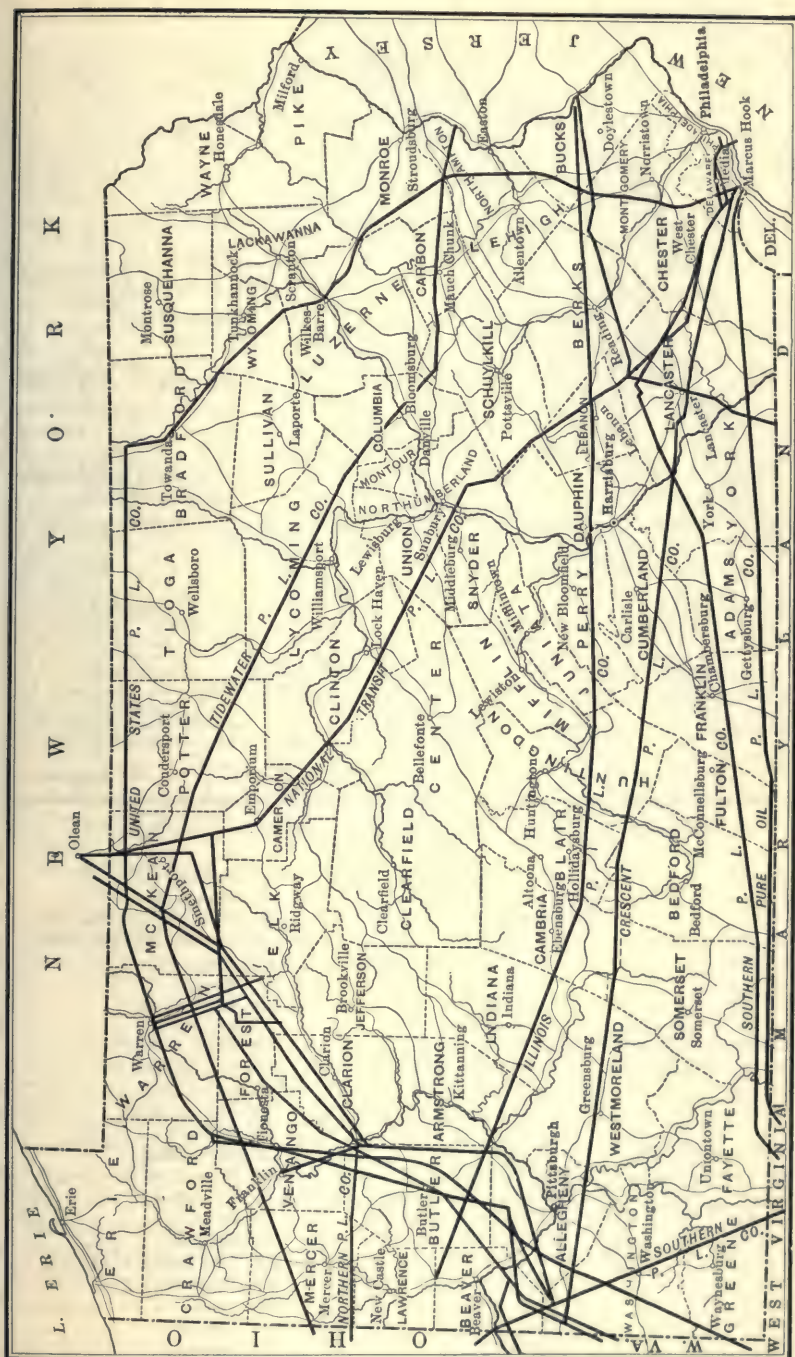 N E W Y O R K
L. ERIE
Erie
ERIE
CRAWFORD
Meadville
WARREN
Warren
MC KEAN
Smethport
Olean
UNITED STATES P. L. CO.
POTTER
Coudersport
TIOGA
Wellsboro
BRADFORD
Towanda
SUSQUEHANNA
Montrose
WAYNE
Honesdale
PIKE
Milford
WYOMING
Tunkhannock
LACKAWANNA
Scranton
SULLIVAN
Laporte
LYCOMING
Williamsport
TIDEWATER P. L. CO.
CAMERON
Emporium
ELK
Ridgway
FOREST
Tionesta
VENANGO
Franklin
MERCER
Mercer
NORTHERN P. L. CO.
CLARION
Clarion
JEFFERSON
Brookville
CLEARFIELD
Clearfield
CLINTON
Lock Haven
NATIONAL TRANSIT P. L. CO.
CENTER
Bellefonte
UNION
Lewisburg
MONTOUR
Danville
NORTHUMBERLAND
Sunbury
COLUMBIA
Bloomsburg
LUZERNE
Wilkes-Barre
MONROE
Stroudsburg
CARBON
Mauch Chunk
NORTHAMPTON
Easton
LEHIGH
Allentown
SCHUYLKILL
Pottsville
SNYDER
Middleburg
MIFFLIN
Lewiston
JUNIATA
Mifflintown
HUNTINGDON
Huntingdon
BLAIR
Altoona
Hollidaysburg
CAMBRIA
Ebensburg
INDIANA
Indiana
ARMSTRONG
Kittanning
BUTLER
Butler
LAWRENCE
New Castle
BEAVER
Beaver
ALLEGHENY
Pittsburgh
ILLINOIS P. L. CO.
WESTMORELAND
Greensburg
CRESCENT P. L. CO.
PERRY
New Bloomfield
DAUPHIN
Harrisburg
LEBANON
Lebanon
BERKS
Reading
BUCKS
Doylestown
MONTGOMERY
Norristown
PHILADELPHIA
Philadelphia
DELAWARE
Media
Marcus Hook
CHESTER
West Chester
LANCASTER
Lancaster
CUMBERLAND
Carlisle
YORK
York
ADAMS
Gettysburg
FRANKLIN
Chambersburg
FULTON
McConnellsburg
BEDFORD
Bedford
SOMERSET
Somerset
FAYETTE
Uniontown
WASHINGTON
Washington
GREENE
Waynesburg
SOUTHERN P. L. CO.
SOUTHERN P. L. CO.
PURE OIL P. L. CO.
OHIO
W. VA
WEST VIRGINIA
MARYLAND
DEL.
NEW JERSEY